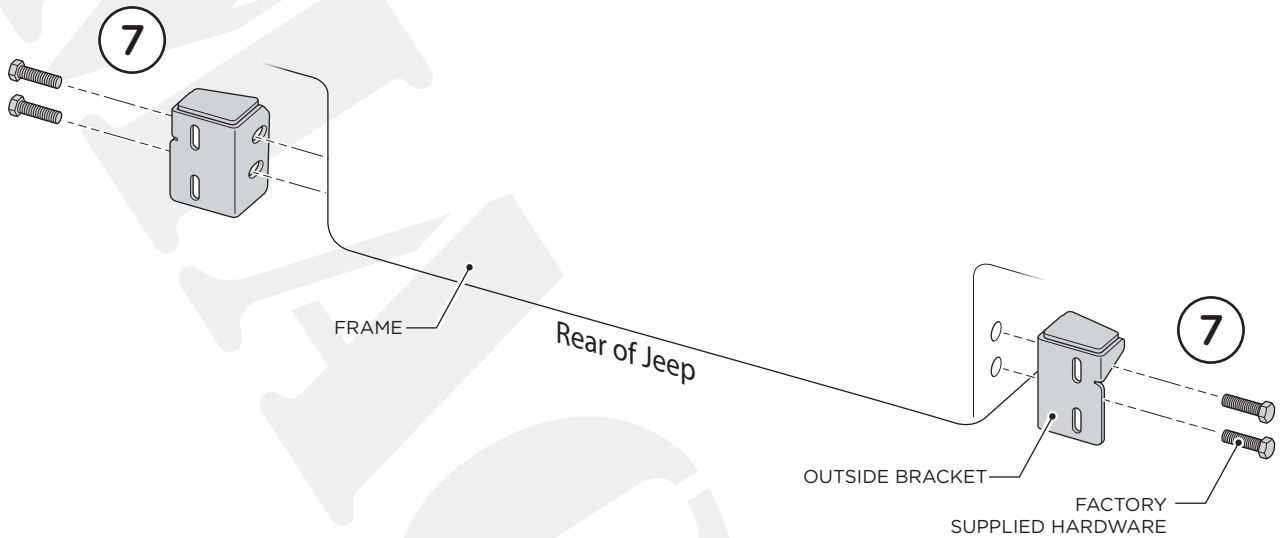 7
FRAME
Rear of Jeep
7
OUTSIDE BRACKET
FACTORY
SUPPLIED HARDWARE